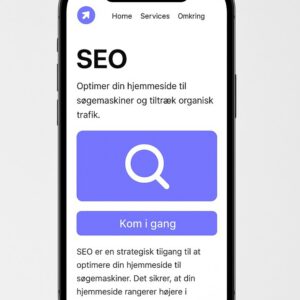 Home Services Omkring
SEO
Optimer din hjemmeside til
søgemaskiner og tiltræk organisk
trafik.
Kom i gang
SEO er en strategisk tiigang til at
optimere din hjemmeside til
søgemaskiner. Det sikrer, at din
hjemmeside rangerer højere i